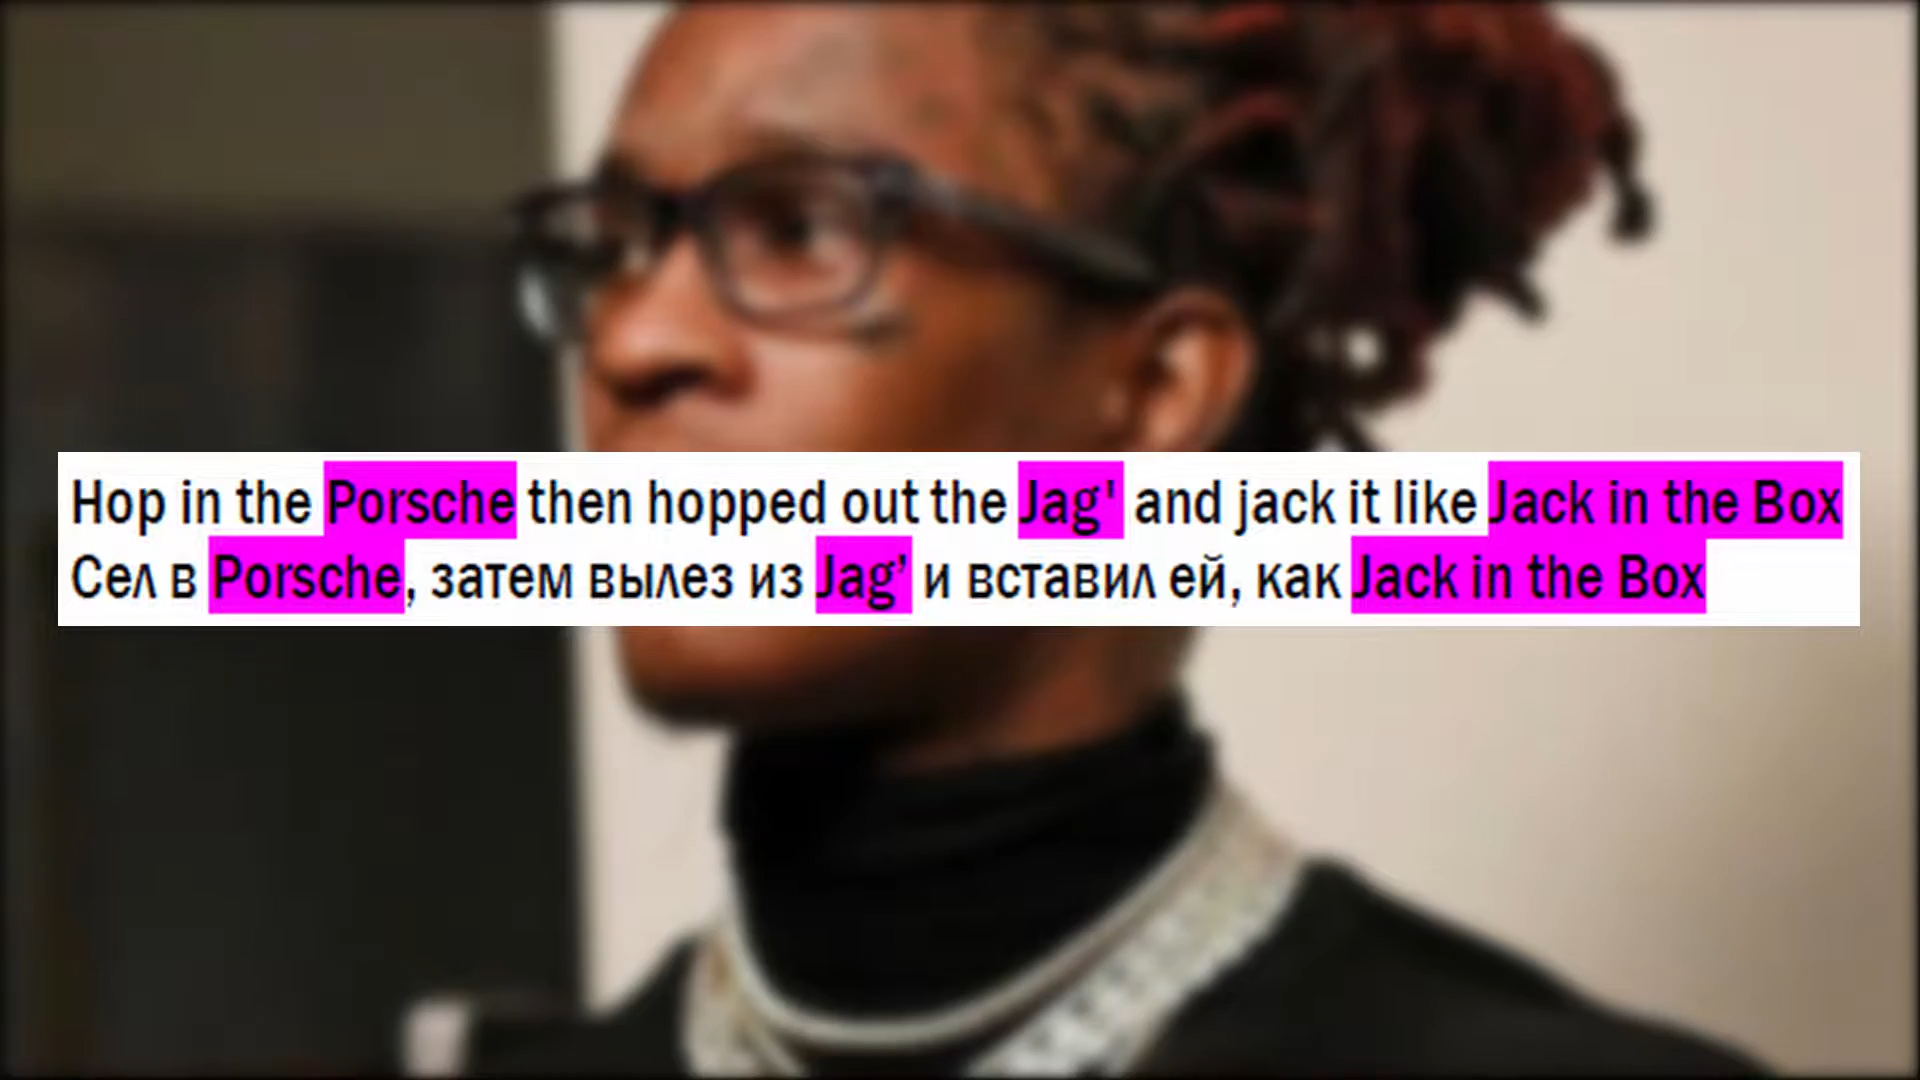 Hop in the Porsche then hopped out the Jag' and jack it like Jack in the Box
Сел в Porsche, затем вылез из Jag’ и вставил ей, как Jack in the Box